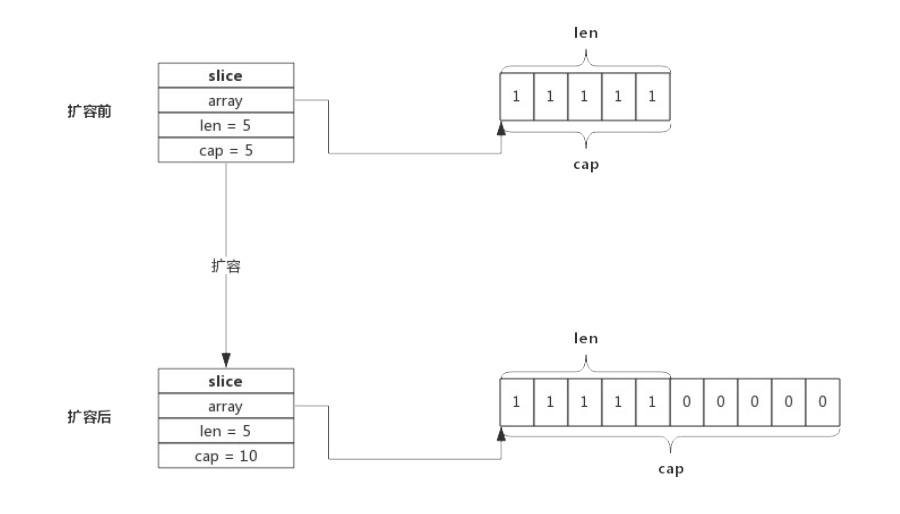 len
slice
array
len = 5
cap = 5
扩容前
1 1 1 1 1
cap
扩容
len
slice
array
len = 5
cap = 10
扩容后
1 1 1 1 1 0 0 0 0 0
cap